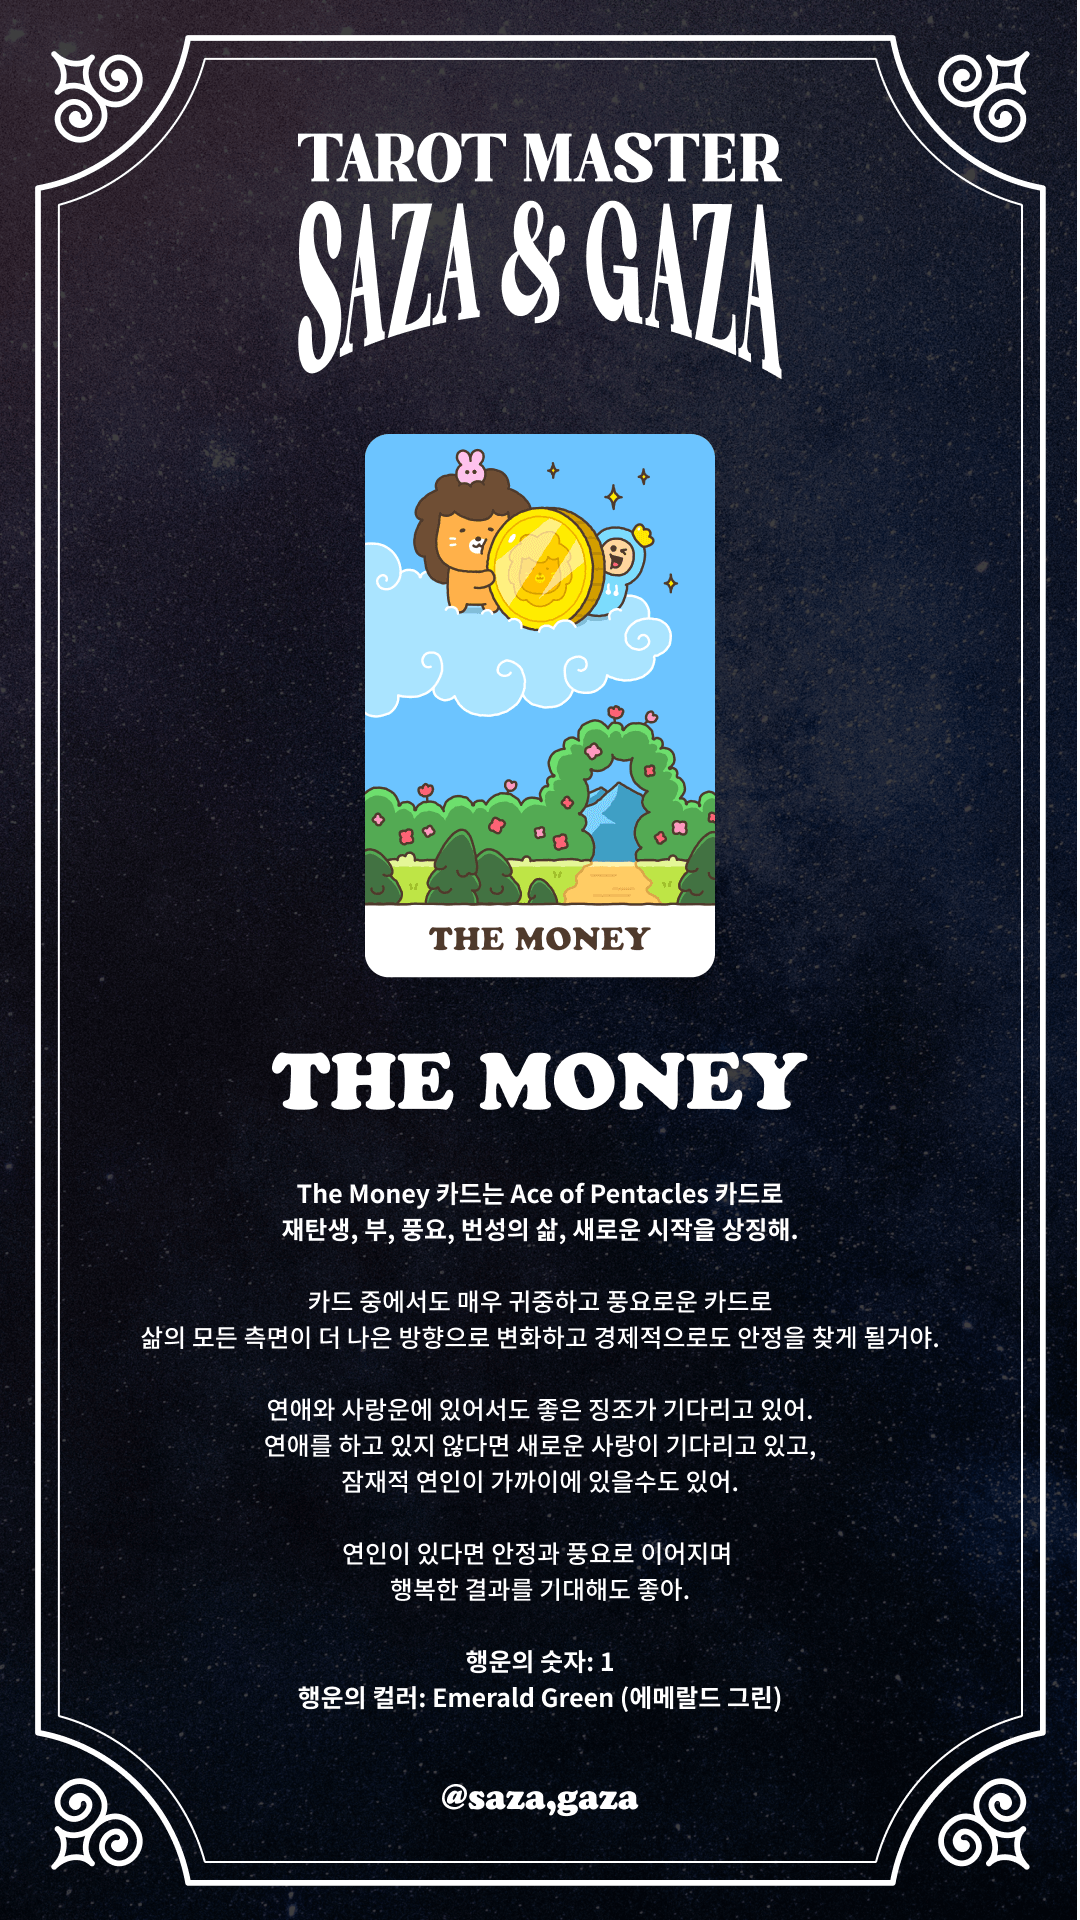 TAROT MASTER
SAZA & GAZA
THE MONEY
THE MONEY
The Money 카드는 Ace of Pentacles 카드로
재탄생, 부, 풍요, 번성의 삶, 새로운 시작을 상징해.
카드 중에서도 매우 귀중하고 풍요로운 카드로
삶의 모든 측면이 더 나은 방향으로 변화하고 경제적으로도 안정을 찾게 될거야.
연애와 사랑운에 있어서도 좋은 징조가 기다리고 있어.
연애를 하고 있지 않다면 새로운 사랑이 기다리고 있고,
잠재적 연인이 가까이에 있을수도 있어.
연인이 있다면 안정과 풍요로 이어지며
행복한 결과를 기대해도 좋아.
행운의 숫자: 1
행운의 컬러: Emerald Green (에메랄드 그린)
@saza,gaza